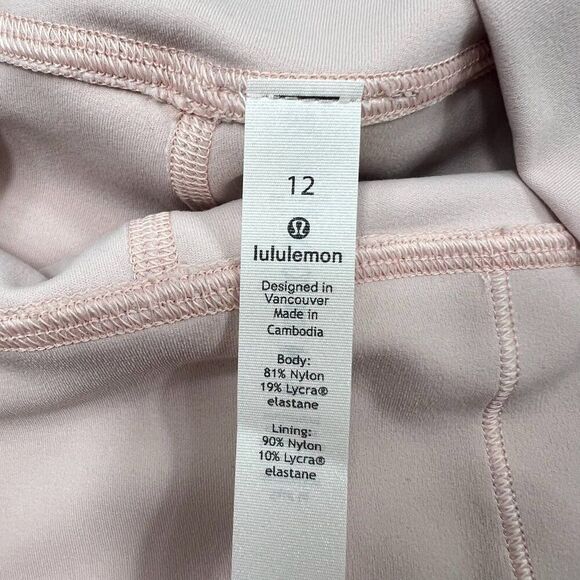 12
lululemon
Designed in
Vancouver
Made in
Cambodia
Body:
81% Nylon
19% Lycra®
elastane
Lining:
90% Nylon
10% Lycra®
elastane